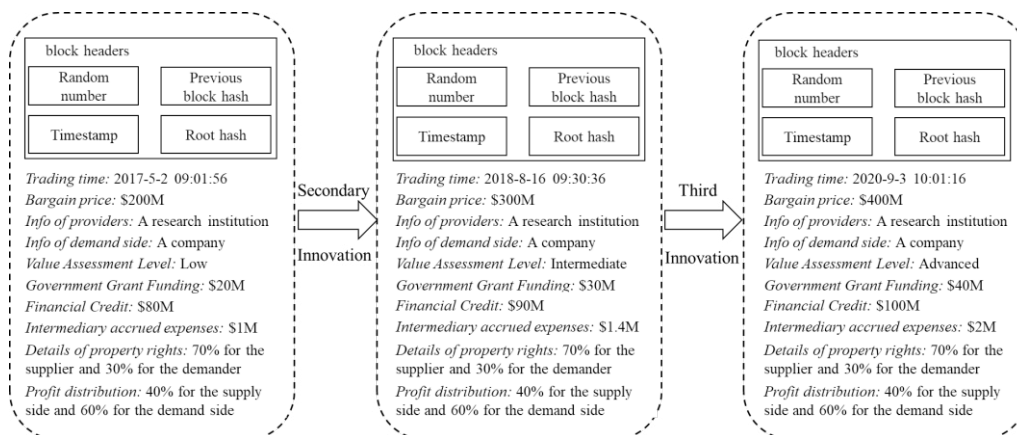 block headers
Random
number
Previous
block hash
Timestamp
Root hash
Trading time: 2017-5-2 09:01:56
Bargain price: $200M
Info of providers: A research institution
Info of demand side: A company
Value Assessment Level: Low
Government Grant Funding: $20M
Financial Credit: $80M
Intermediary accrued expenses: $1M
Details of property rights: 70% for the
supplier and 30% for the demander
Profit distribution: 40% for the supply
side and 60% for the demand side
Secondary
Innovation
block headers
Random
number
Previous
block hash
Timestamp
Root hash
Trading time: 2018-8-16 09:30:36
Bargain price: $300M
Info of providers: A research institution
Info of demand side: A company
Value Assessment Level: Intermediate
Government Grant Funding: $30M
Financial Credit: $90M
Intermediary accrued expenses: $1.4M
Details of property rights: 70% for the
supplier and 30% for the demander
Profit distribution: 40% for the supply
side and 60% for the demand side
Third
Innovation
block headers
Random
number
Previous
block hash
Timestamp
Root hash
Trading time: 2020-9-3 10:01:16
Bargain price: $400M
Info of providers: A research institution
Info of demand side: A company
Value Assessment Level: Advanced
Government Grant Funding: $40M
Financial Credit: $100M
Intermediary accrued expenses: $2M
Details of property rights: 70% for the
supplier and 30% for the demander
Profit distribution: 40% for the supply
side and 60% for the demand side